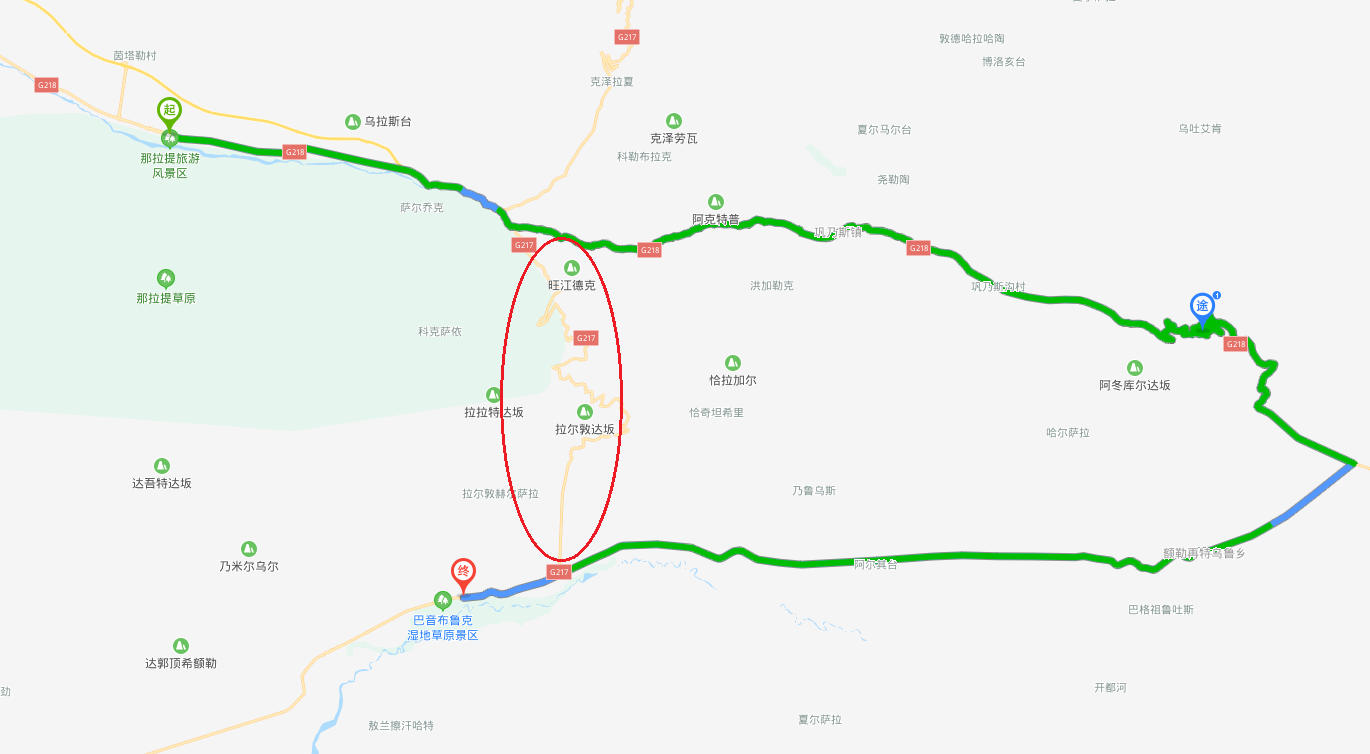 G217
敦德哈拉哈陶
茵塔勒村
博洛亥台
克泽拉夏
G218
起
乌拉斯台
夏尔马尔台
乌吐艾肯
克泽劳瓦
G218
科勒布拉克
那拉提旅游
风景区
尧勒陶
萨尔乔克
阿克特普
巩乃斯镇
G217
G218
G218
旺江德克
洪加勒克
巩乃斯沟村
那拉提草原
途
科克萨依
G217
G218
恰拉加尔
阿冬库尔达坂
拉拉特达坂
恰奇坦希里
拉尔敦达坂
哈尔萨拉
达吾特达坂
拉尔敦赫尔萨拉
乃鲁乌斯
额勒再特乌鲁乡
乃米尔乌尔
终
G217
阿尔其台
巴格祖鲁吐斯
巴音布鲁克
湿地草原景区
达郭顶希额勒
劲
开都河
敖兰擦汗哈特
夏尔萨拉